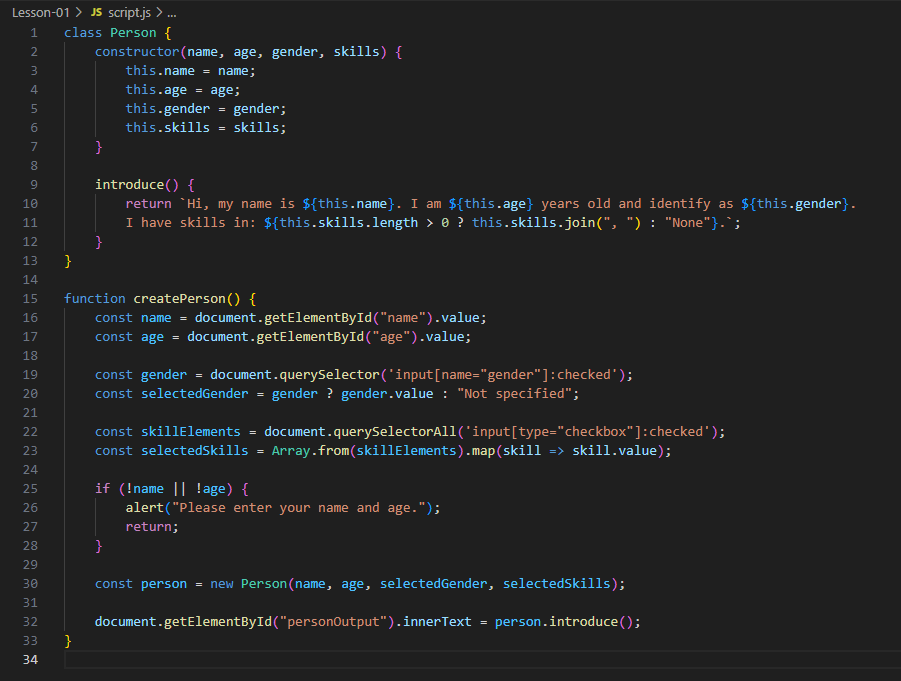 Lesson-01 > JS script.js > ...
1 class Person {
2     constructor(name, age, gender, skills) {
3         this.name = name;
4         this.age = age;
5         this.gender = gender;
6         this.skills = skills;
7     }
8
9     introduce() {
10         return `Hi, my name is ${this.name}. I am ${this.age} years old and identify as ${this.gender}.
11         I have skills in: ${this.skills.length > 0 ? this.skills.join(", ") : "None"}.`;
12     }
13 }
14
15 function createPerson() {
16     const name = document.getElementById("name").value;
17     const age = document.getElementById("age").value;
18
19     const gender = document.querySelector('input[name="gender"]:checked');
20     const selectedGender = gender ? gender.value : "Not specified";
21
22     const skillElements = document.querySelectorAll('input[type="checkbox"]:checked');
23     const selectedSkills = Array.from(skillElements).map(skill => skill.value);
24
25     if (!name || !age) {
26         alert("Please enter your name and age.");
27         return;
28     }
29
30     const person = new Person(name, age, selectedGender, selectedSkills);
31
32     document.getElementById("personOutput").innerText = person.introduce();
33 }
34